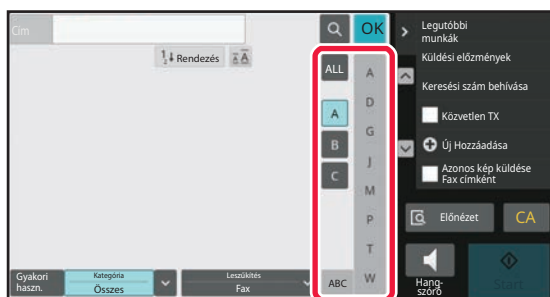 Cím
OK
Rendezés
ALL
A
B
C
ABC
A
D
G
J
M
P
T
W
Gyakori
haszn.
Kategória
Összes
Leszűkítés
Fax
Legutóbbi
munkák
Küldési előzmények
Keresési szám behívása
Közvetlen TX
Új Hozzáadása
Azonos kép küldése
Fax címként
Előnézet
CA
Hang-
szóró
Start